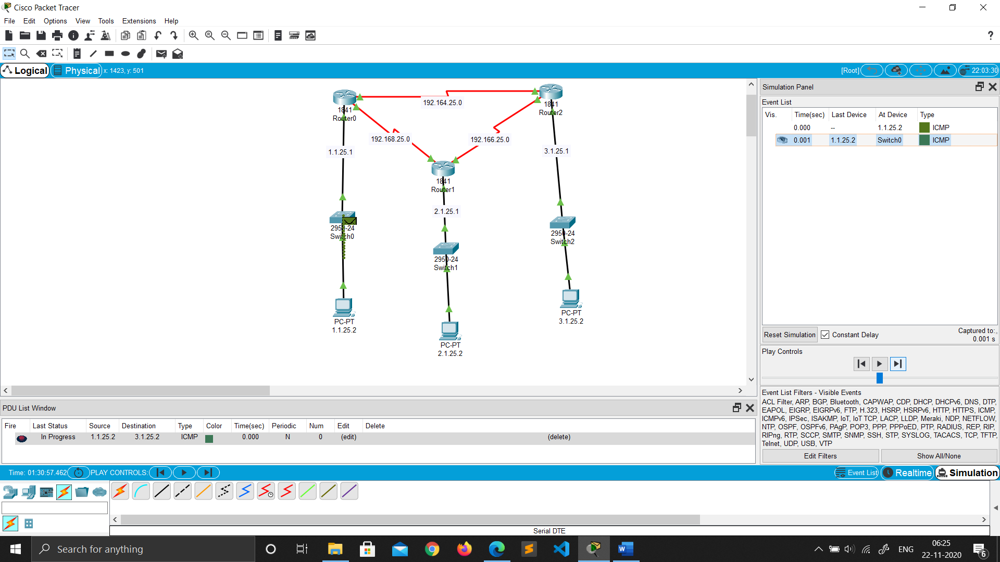 Cisco Packet Tracer
File Edit Options View Tools Extensions Help
Logical Physical x: 1423, y: 501 [Root] 22:03:30
1841
Router0
192.164.25.0
1841
Router2
192.168.25.0
192.166.25.0
1.1.25.1
3.1.25.1
1841
Router1
2.1.25.1
2950-24
Switch0
2950-24
Switch2
2950-24
Switch1
PC-PT
1.1.25.2
PC-PT
3.1.25.2
PC-PT
2.1.25.2
Simulation Panel
Event List
Vis. Time(sec) Last Device At Device Type
0.000 -- 1.1.25.2 ICMP
0.001 1.1.25.2 Switch0 ICMP
Reset Simulation Constant Delay Captured to:
0.001 s
Play Controls
Event List Filters - Visible Events
ACL Filter, ARP, BGP, Bluetooth, CAPWAP, CDP, DHCP, DHCPv6, DNS, DTP,
EAPOL, EIGRP, EIGRPv6, FTP, H.323, HSRP, HSRPv6, HTTP, HTTPS, ICMP,
ICMPv6, IPSec, ISAKMP, IoT, IoT TCP, LACP, LLDP, Meraki, NDP, NETFLOW,
NTP, OSPF, OSPFv6, PAgP, POP3, PPP, PPPoED, PTP, RADIUS, REP, RIP,
RIPng, RTP, SCCP, SMTP, SNMP, SSH, STP, SYSLOG, TACACS, TCP, TFTP,
Telnet, UDP, USB, VTP
Edit Filters Show All/None
PDU List Window
Fire Last Status Source Destination Type Color Time(sec) Periodic Num Edit Delete
In Progress 1.1.25.2 3.1.25.2 ICMP 0.000 N 0 (edit) (delete)
Time: 01:30:57.462 PLAY CONTROLS: Event List Realtime Simulation
Serial DTE
Search for anything
ENG
06:25
22-11-2020
6